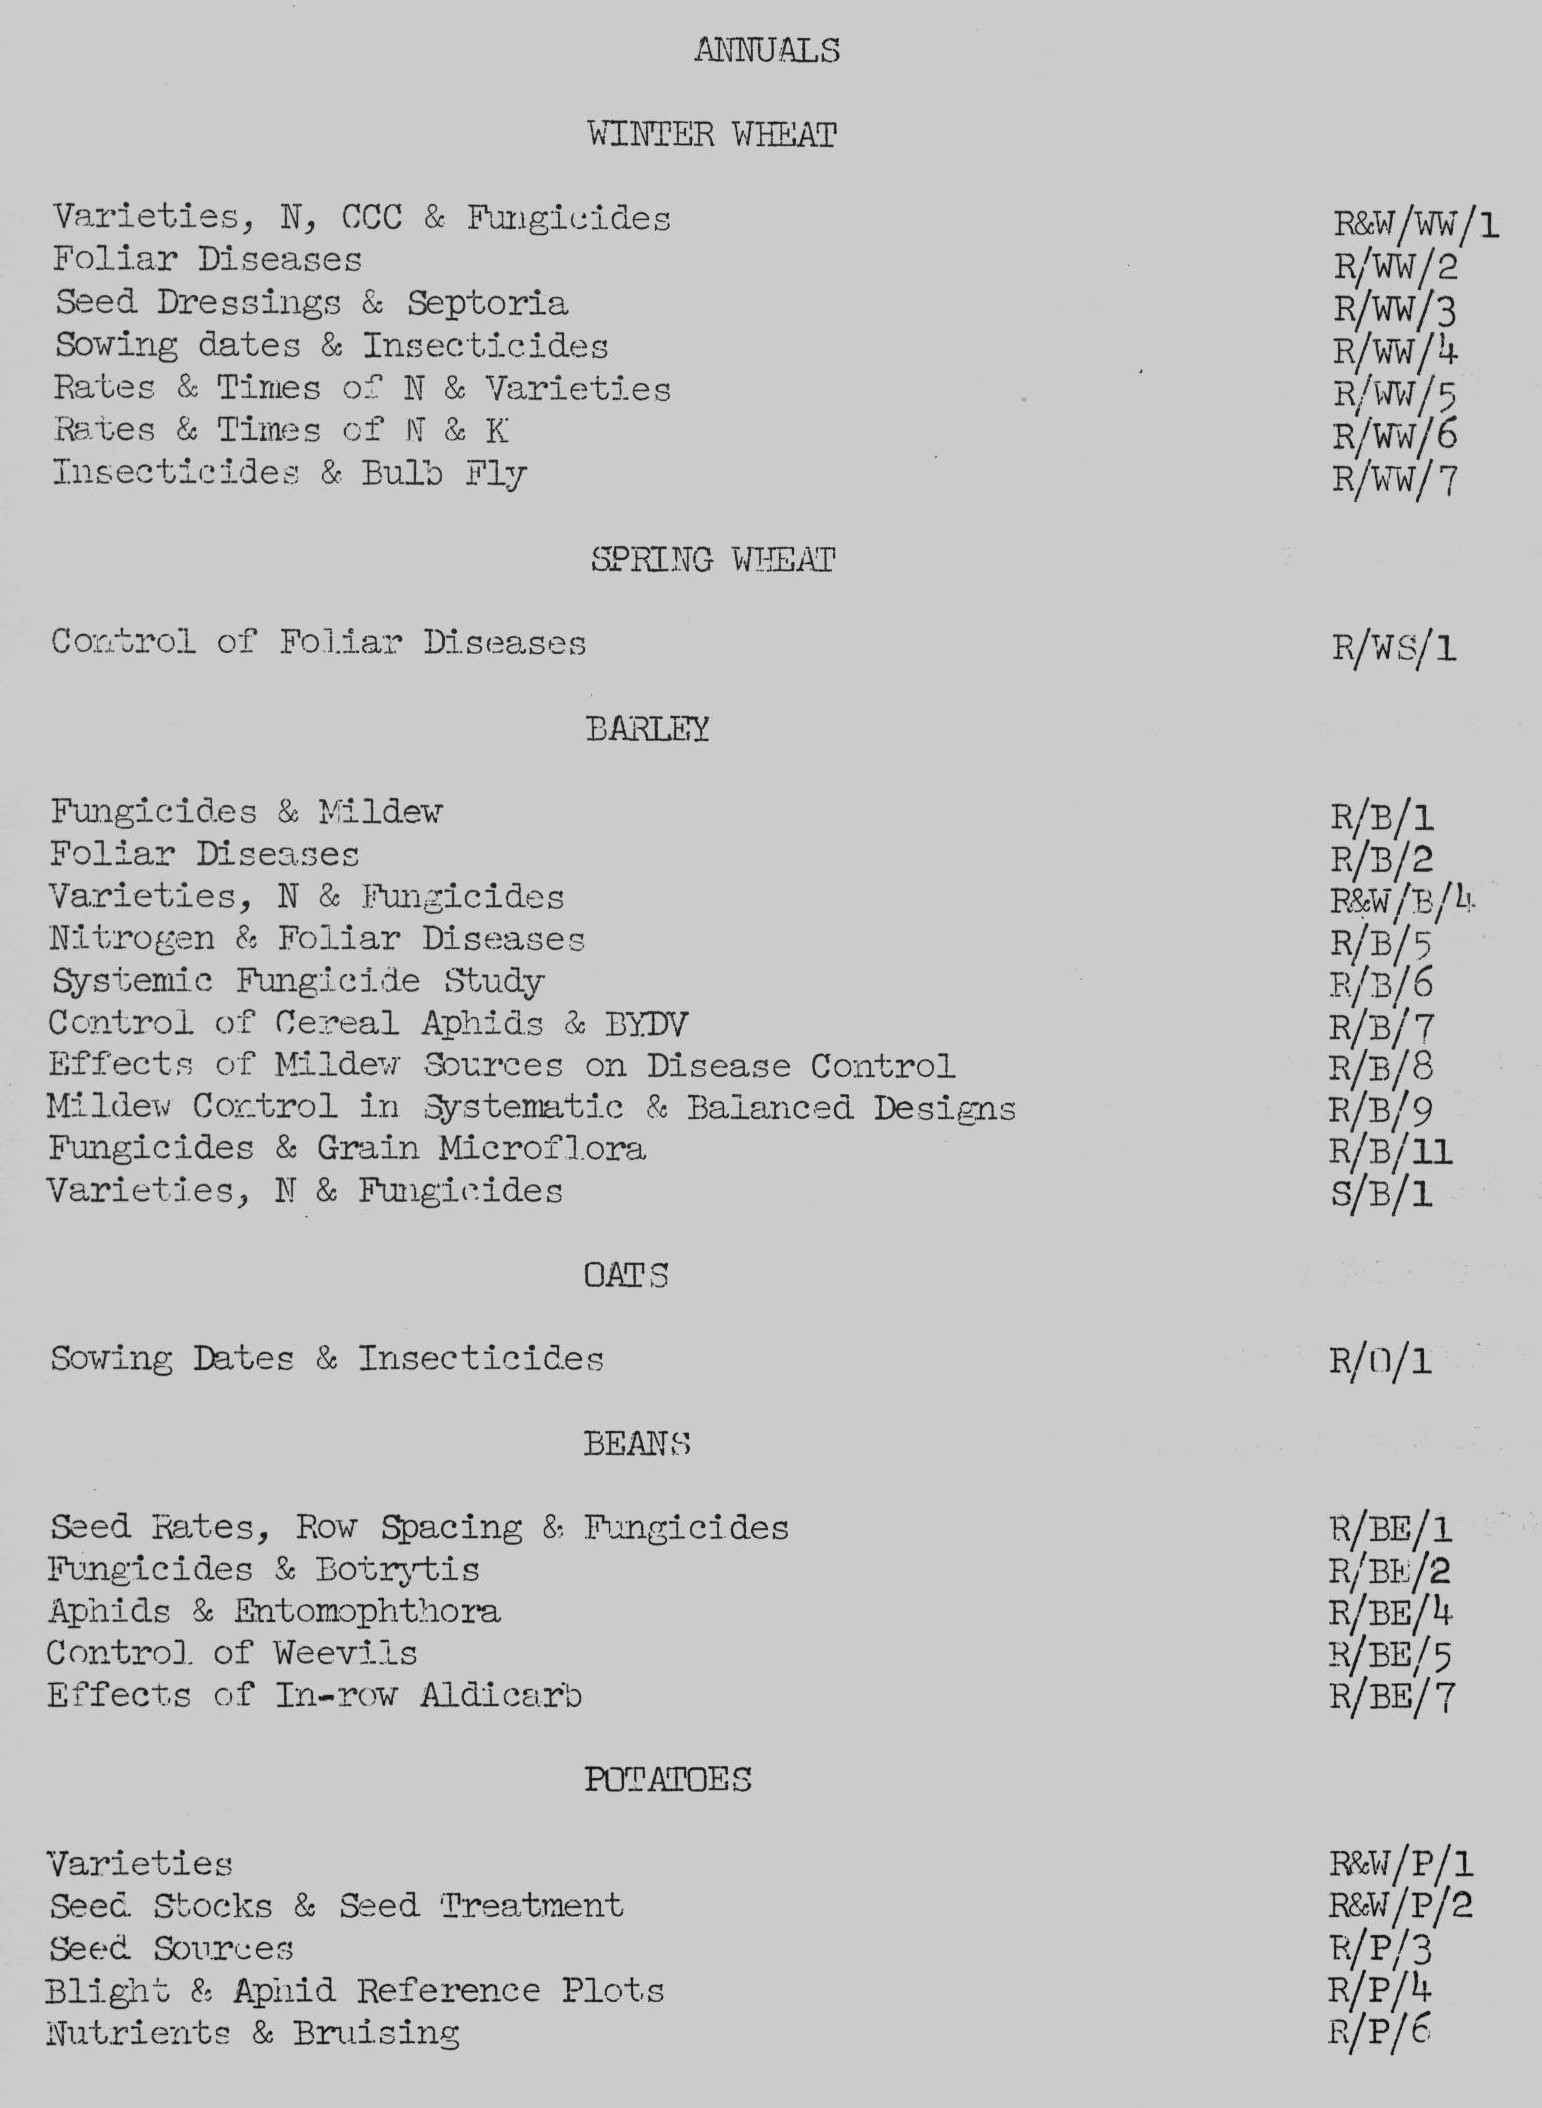 ANNUALS
WINTER WHEAT
Varieties, N, CCC & Fungicides R&W/WW/1
Foliar Diseases R/WW/2
Seed Dressings & Septoria R/WW/3
Sowing dates & Insecticides R/WW/4
Rates & Times of N & Varieties R/WW/5
Rates & Times of N & K R/WW/6
Insecticides & Bulb Fly R/WW/7
SPRING WHEAT
Control of Foliar Diseases R/WS/1
BARLEY
Fungicides & Mildew R/B/1
Foliar Diseases R/B/2
Varieties, N & Fungicides R&W/B/4
Nitrogen & Foliar Diseases R/B/5
Systemic Fungicide Study R/B/6
Control of Cereal Aphids & BYDV R/B/7
Effects of Mildew Sources on Disease Control R/B/8
Mildew Control in Systematic & Balanced Designs R/B/9
Fungicides & Grain Microflora R/B/11
Varieties, N & Fungicides S/B/1
OATS
Sowing Dates & Insecticides R/O/1
BEANS
Seed Rates, Row Spacing & Fungicides R/BE/1
Fungicides & Botrytis R/BE/2
Aphids & Entomophthora R/BE/4
Control of Weevils R/BE/5
Effects of In-row Aldicarb R/BE/7
POTATOES
Varieties R&W/P/1
Seed Stocks & Seed Treatment R&W/P/2
Seed Sources R/P/3
Blight & Aphid Reference Plots R/P/4
Nutrients & Bruising R/P/6